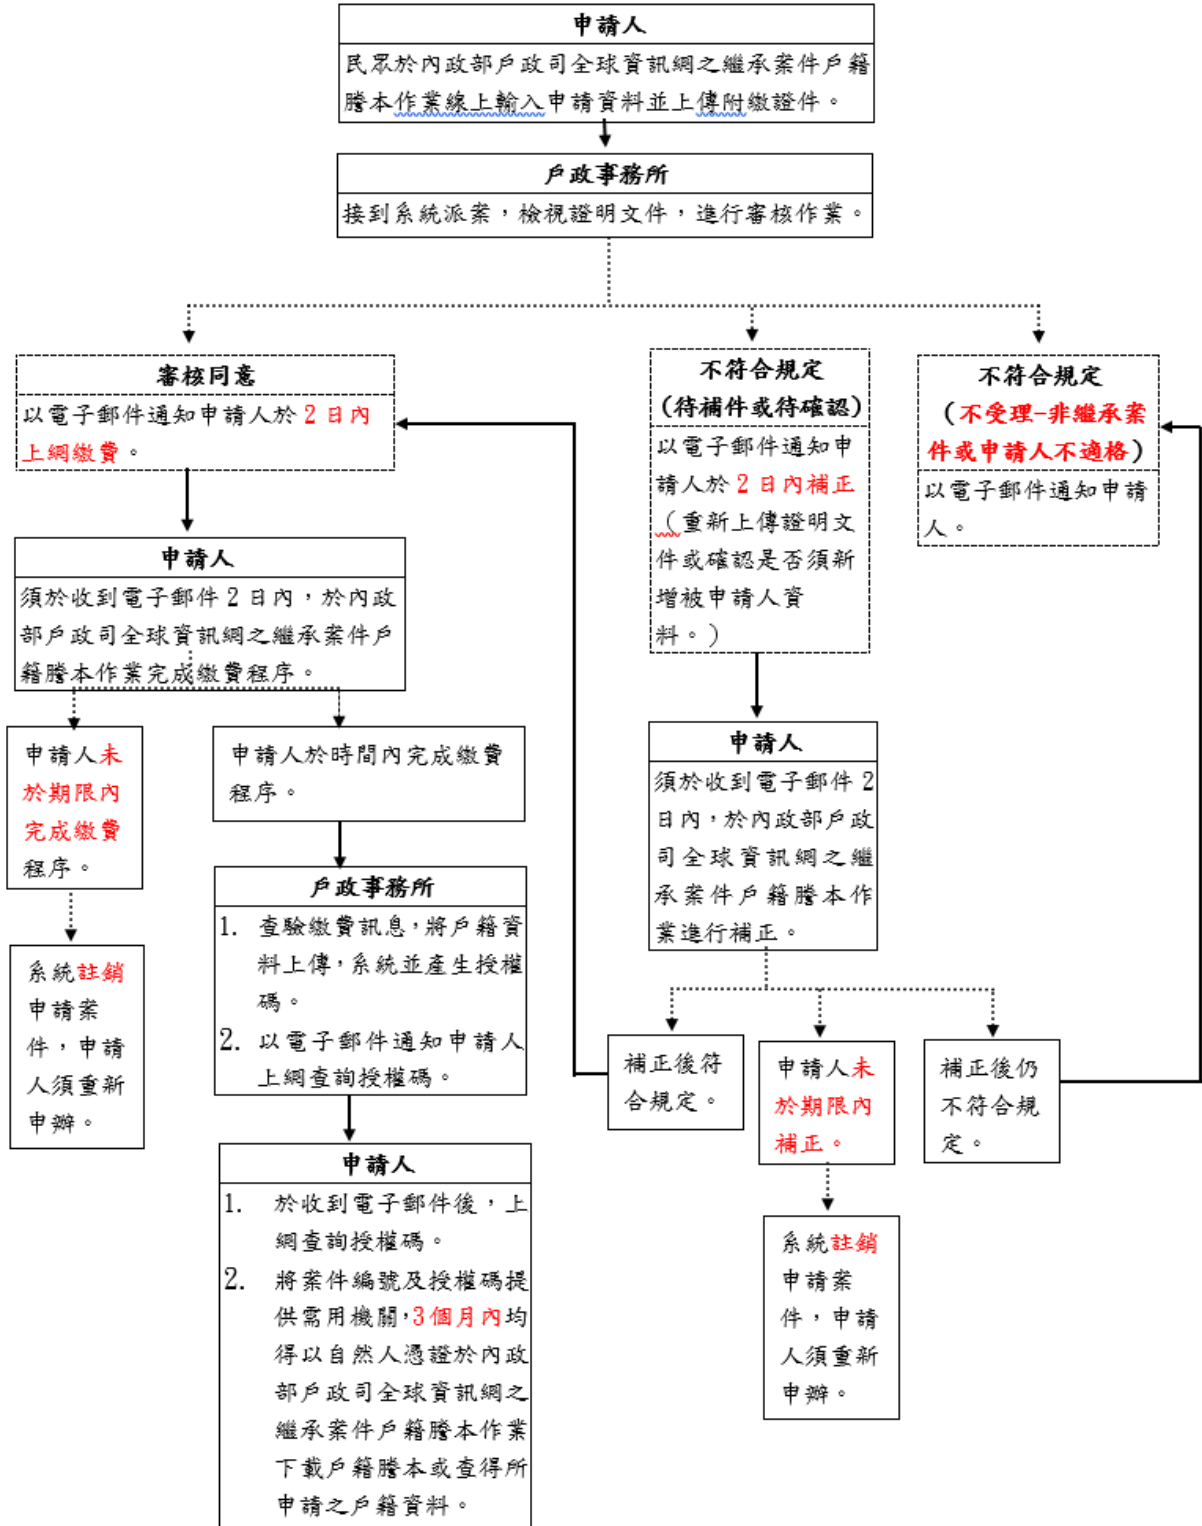 申請人
民眾於內政部戶政司全球資訊網之繼承案件戶籍
謄本作業線上輸入申請資料並上傳附繳證件。
戶政事務所
接到系統派案，檢視證明文件，進行審核作業。
審核同意
以電子郵件通知申請人於 2 日內
上網繳費。
申請人
須於收到電子郵件 2 日內，於內政
部戶政司全球資訊網之繼承案件戶
籍謄本作業完成繳費程序。
申請人未
於期限內
完成繳費
程序。
系統註銷
申請案
件，申請
人須重新
申辦。
申請人於時間內完成繳費
程序。
戶政事務所
1. 查驗繳費訊息，將戶籍資
料上傳，系統並產生授權
碼。
2. 以電子郵件通知申請人
上網查詢授權碼。
申請人
1. 於收到電子郵件後，上
網查詢授權碼。
2. 將案件編號及授權碼提
供需用機關，3 個月內均
得以自然人憑證於內政
部戶政司全球資訊網之
繼承案件戶籍謄本作業
下載戶籍謄本或查得所
申請之戶籍資料。
不符合規定
（待補件或待確認）
以電子郵件通知申
請人於 2 日內補正
（重新上傳證明文
件或確認是否須新
增被申請人資
料。）
申請人
須於收到電子郵件 2
日內，於內政部戶政
司全球資訊網之繼
承案件戶籍謄本作
業進行補正。
補正後符
合規定。
申請人未
於期限內
補正。
系統註銷
申請案
件，申請
人須重新
申辦。
補正後仍
不符合規
定。
不符合規定
（不受理-非繼承案
件或申請人不適格）
以電子郵件通知申請
人。